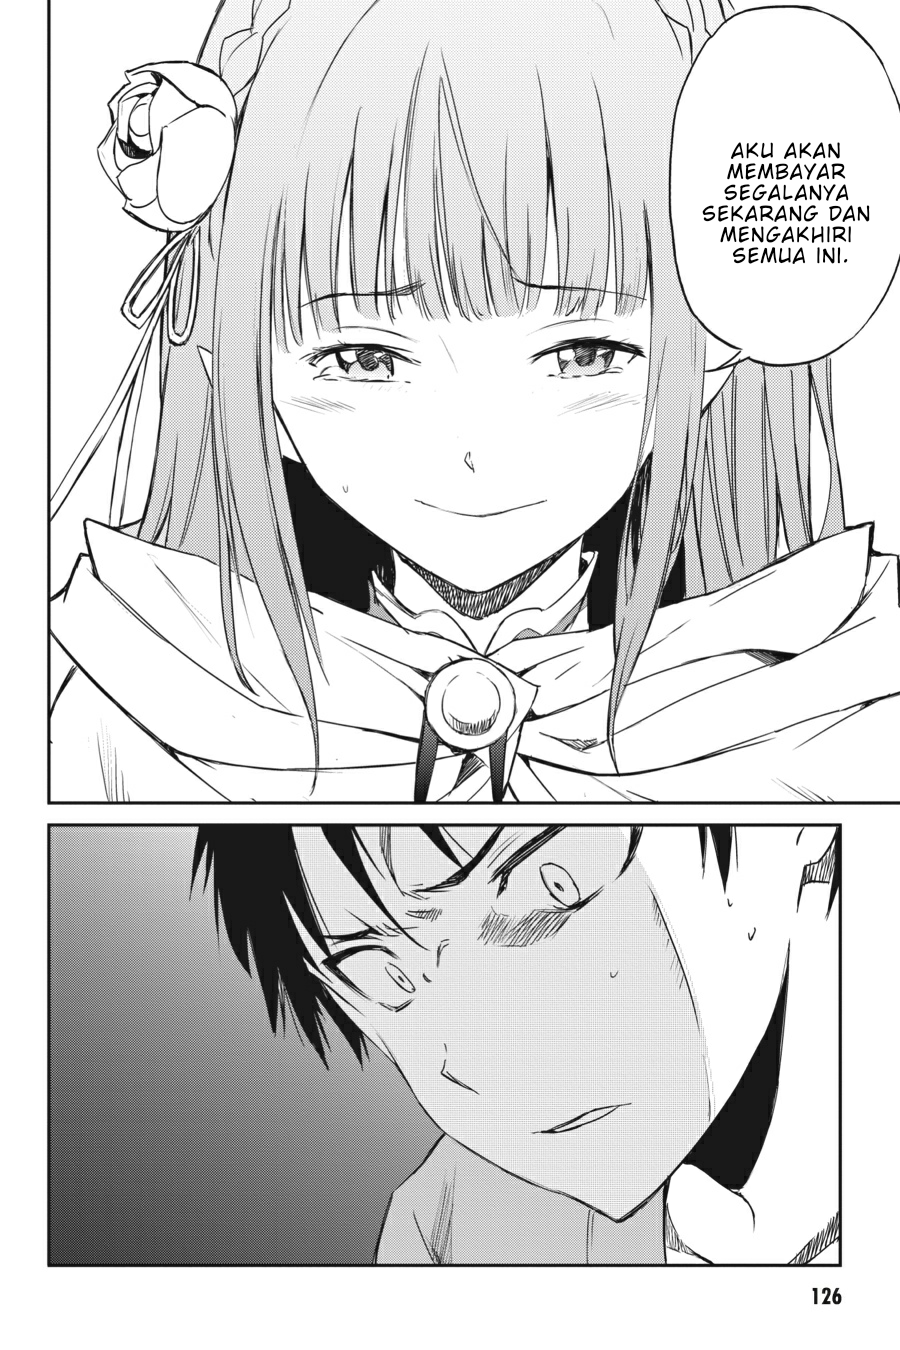 AKU AKAN
MEMBAYAR
SEGALANYA
SEKARANG DAN
MENGAKHIRI
SEMUA INI.
126